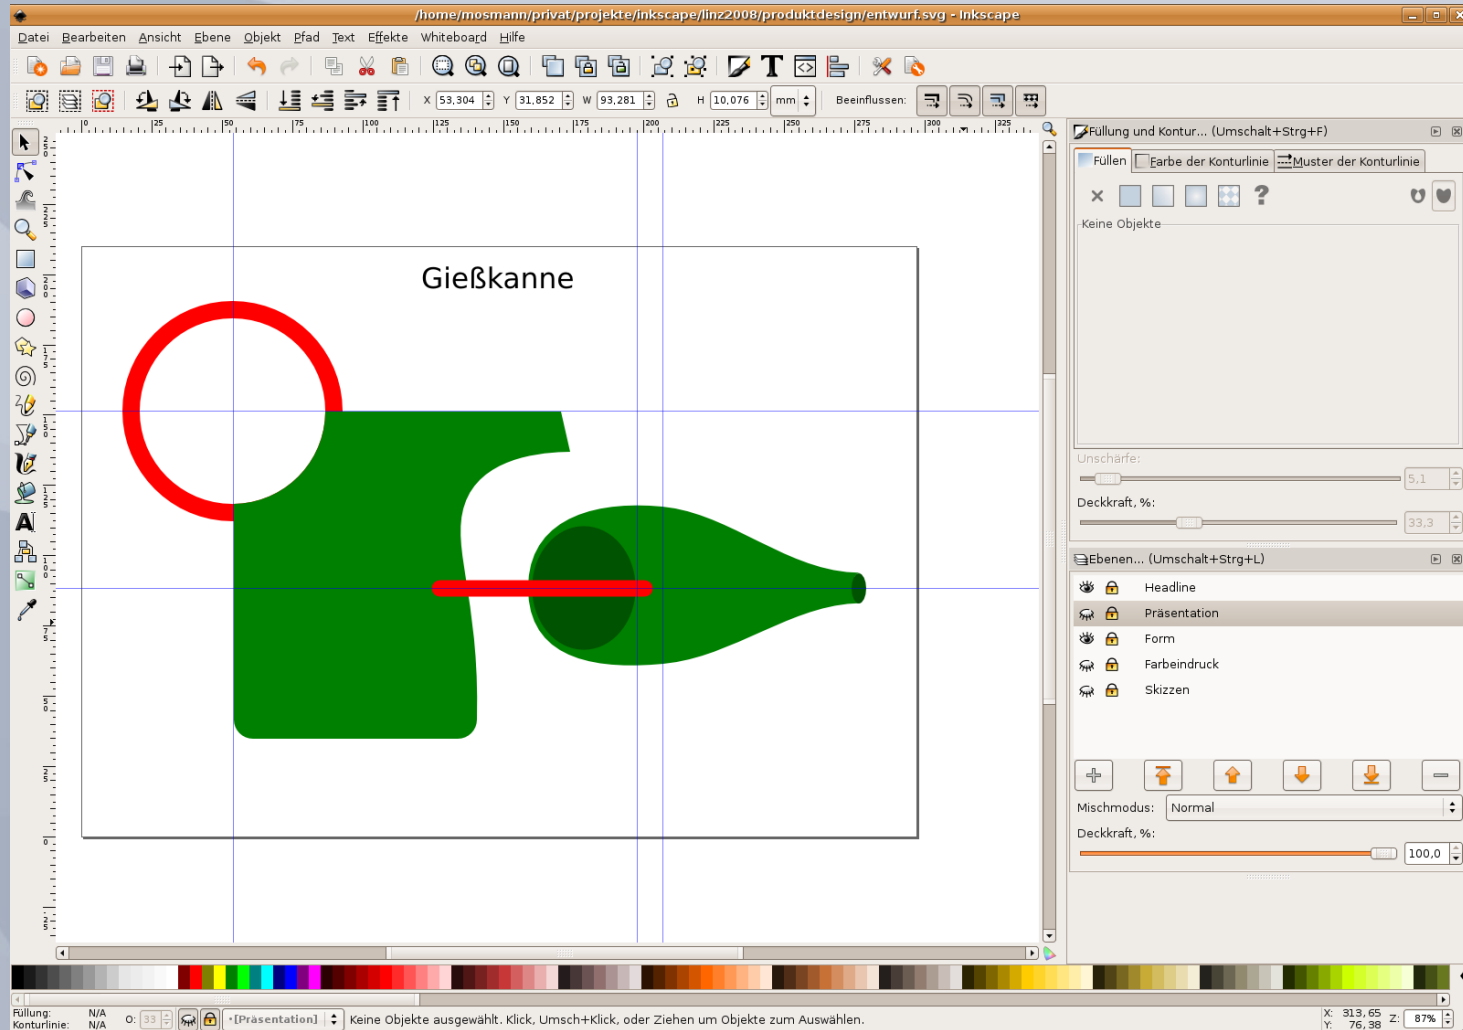 /home/mosmann/privat/projekte/inkscape/linz2008/produktdesign/entwurf.svg - Inkscape
Datei Bearbeiten Ansicht Ebene Objekt Pfad Text Effekte Whiteboard Hilfe
X 53,304 Y 31,852 W 93,281 H 10,076 mm Beeinflussen:
Füllung und Kontur... (Umschalt+Strg+F)
Füllen Farbe der Konturlinie Muster der Konturlinie
Keine Objekte
Unschärfe:
5,1
Deckkraft, %:
33,3
Gießkanne
Ebenen... (Umschalt+Strg+L)
Headline
Präsentation
Form
Farbeindruck
Skizzen
Mischmodus: Normal
Deckkraft, %:
100,0
Füllung: N/A
Konturlinie: N/A
O: 33
·[Präsentation]
Keine Objekte ausgewählt. Klick, Umsch+Klick, oder Ziehen um Objekte zum Auswählen.
X: 313,65
Y: 76,38
Z: 87%